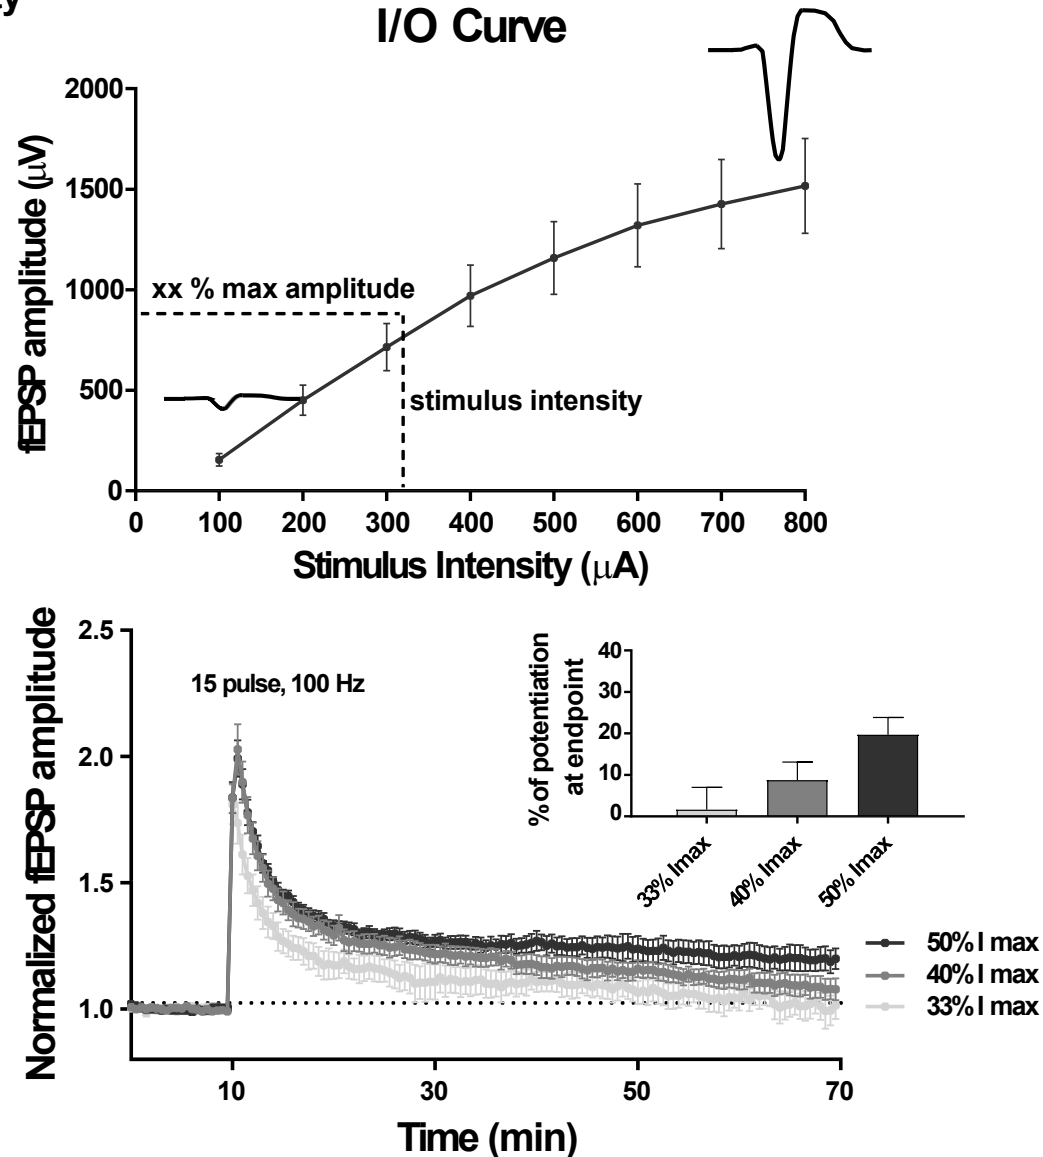 y
I/O Curve
fEPSP amplitude (μV)
2000
1500
1000
500
0
xx % max amplitude
stimulus intensity
0 100 200 300 400 500 600 700 800
Stimulus Intensity (μA)
Normalized fEPSP amplitude
2.5
2.0
1.5
1.0
15 pulse, 100 Hz
% of potentiation
at endpoint
40
30
20
10
0
33% Imax
40% Imax
50% Imax
50% I max
40% I max
33% I max
10 30 50 70
Time (min)